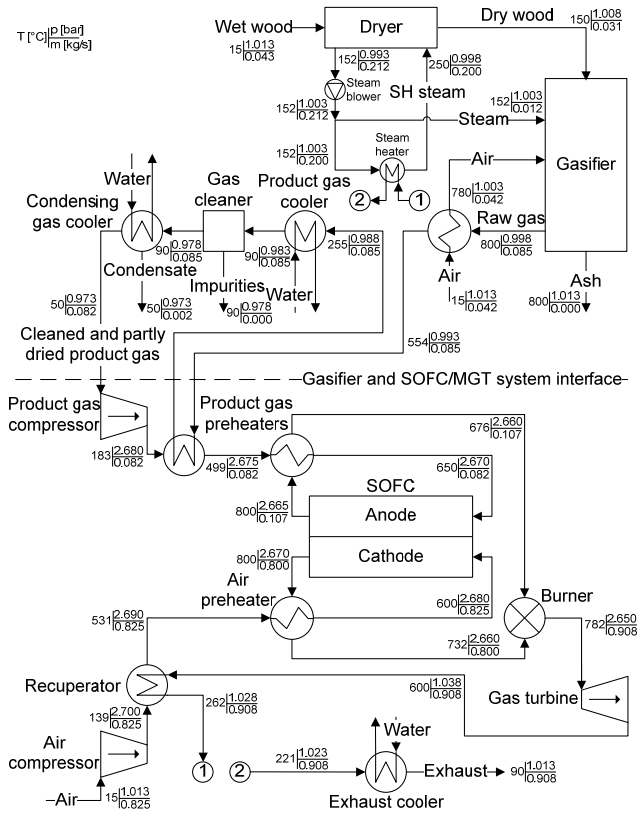 T [°C] p [bar] m [kg/s]
Wet wood
15 1.013 0.043
Dryer
Dry wood
150 1.008 0.031
152 0.993 0.212
250 0.998 0.200
Steam
blower
SH steam
152 1.003 0.212
152 1.003 0.012
Steam
152 1.003 0.200
Steam
heater
2
1
Air
780 1.003 0.042
Gasifier
Raw gas
800 0.998 0.085
Air
15 1.013 0.042
Ash
800 1.013 0.000
Water
Condensing
gas cooler
Gas
cleaner
Product gas
cooler
90 0.978 0.085
90 0.983 0.085
255 0.988 0.085
Condensate
50 0.973 0.002
Impurities
90 0.978 0.000
Water
50 0.973 0.082
554 0.993 0.085
Cleaned and partly
dried product gas
Gasifier and SOFC/MGT system interface
Product gas
compressor
183 2.680 0.082
Product gas
preheaters
499 2.675 0.082
676 2.660 0.107
650 2.670 0.082
SOFC
800 2.665 0.107
Anode
Cathode
800 2.670 0.800
Air
preheater
600 2.680 0.825
531 2.690 0.825
732 2.660 0.800
Burner
782 2.650 0.908
Recuperator
262 1.028 0.908
600 1.038 0.908
Gas turbine
139 2.700 0.825
Air
compressor
Air
15 1.013 0.825
1
2
221 1.023 0.908
Water
Exhaust
90 1.013 0.908
Exhaust cooler